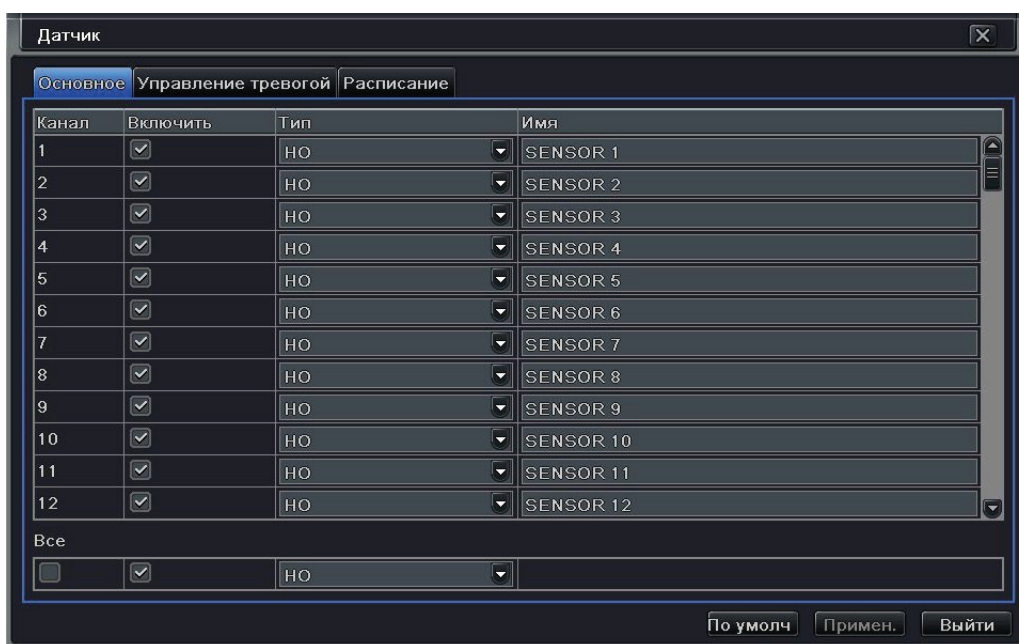 Датчик
Основное Управление тревогой Расписание
Канал Включить Тип Имя
1 НО SENSOR 1
2 НО SENSOR 2
3 НО SENSOR 3
4 НО SENSOR 4
5 НО SENSOR 5
6 НО SENSOR 6
7 НО SENSOR 7
8 НО SENSOR 8
9 НО SENSOR 9
10 НО SENSOR 10
11 НО SENSOR 11
12 НО SENSOR 12
Все
НО
По умолч Примен. Выйти